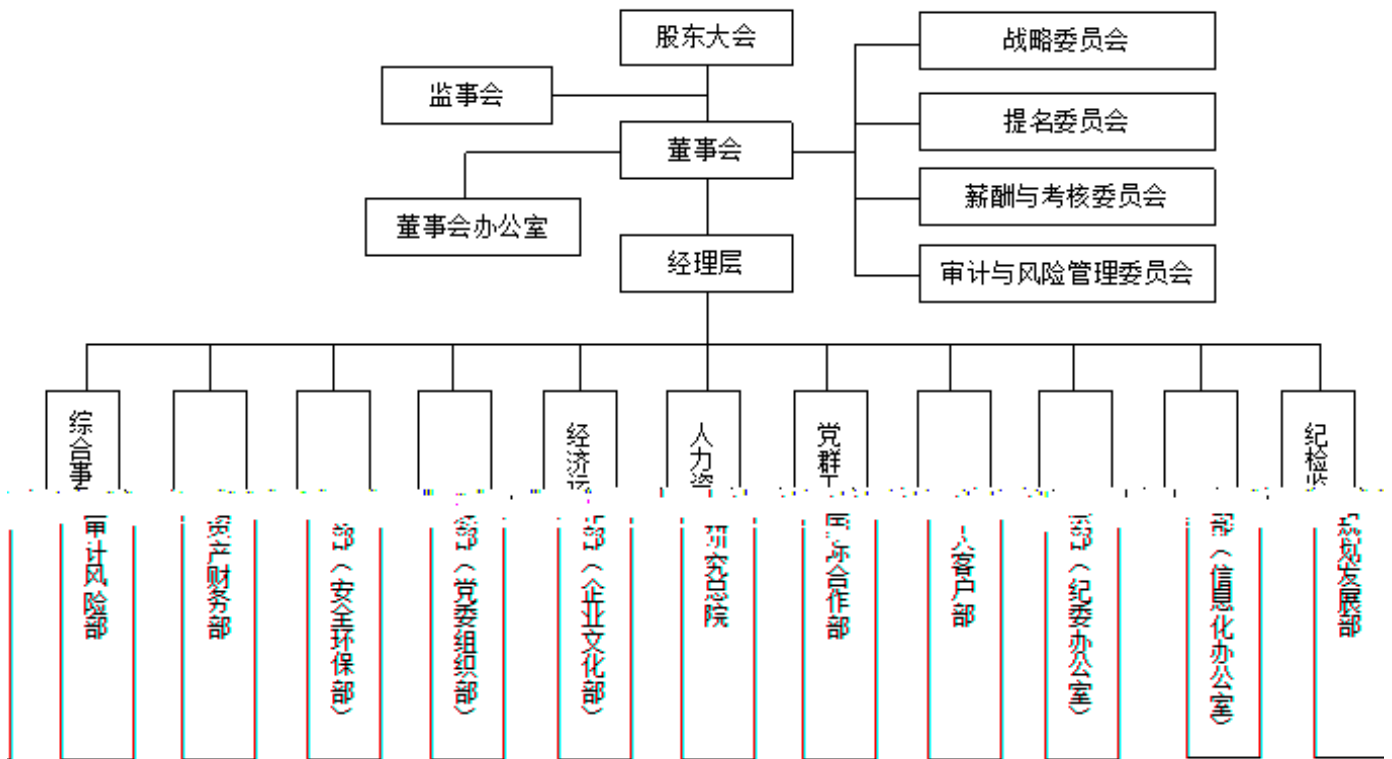 股东大会
战略委员会
监事会
提名委员会
董事会
薪酬与考核委员会
董事会办公室
经理层
审计与风险管理委员会
综合事
经济运
人力资
党群工
纪检监
审计风险部
资产财务部
部（安全环保部）
部（党委组织部）
部（企业文化部）
研究总院
国际合作部
大客户部
部（纪委办公室）
部（信息化办公室）
规划发展部